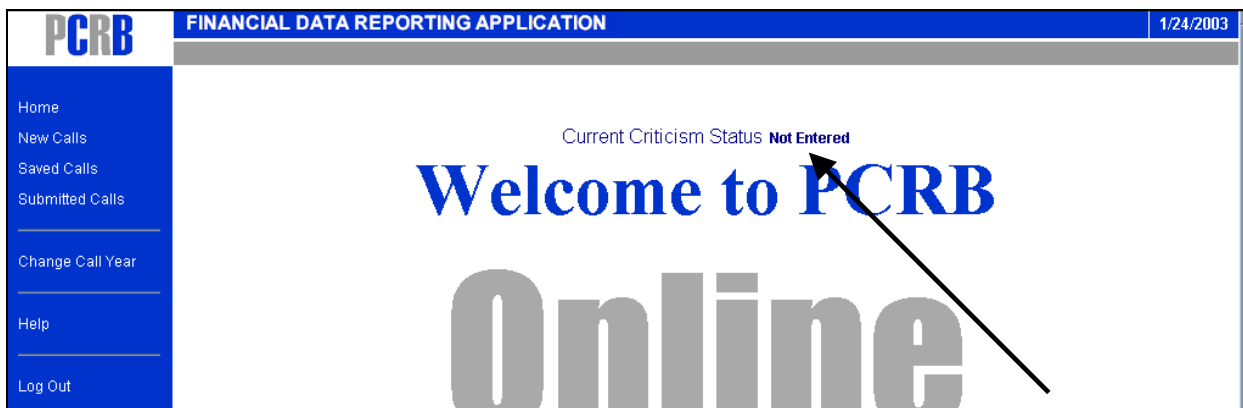 PCRB
FINANCIAL DATA REPORTING APPLICATION
1/24/2003
Home
New Calls
Saved Calls
Submitted Calls
Change Call Year
Help
Log Out
Current Criticism Status Not Entered
Welcome to PCRB
Online